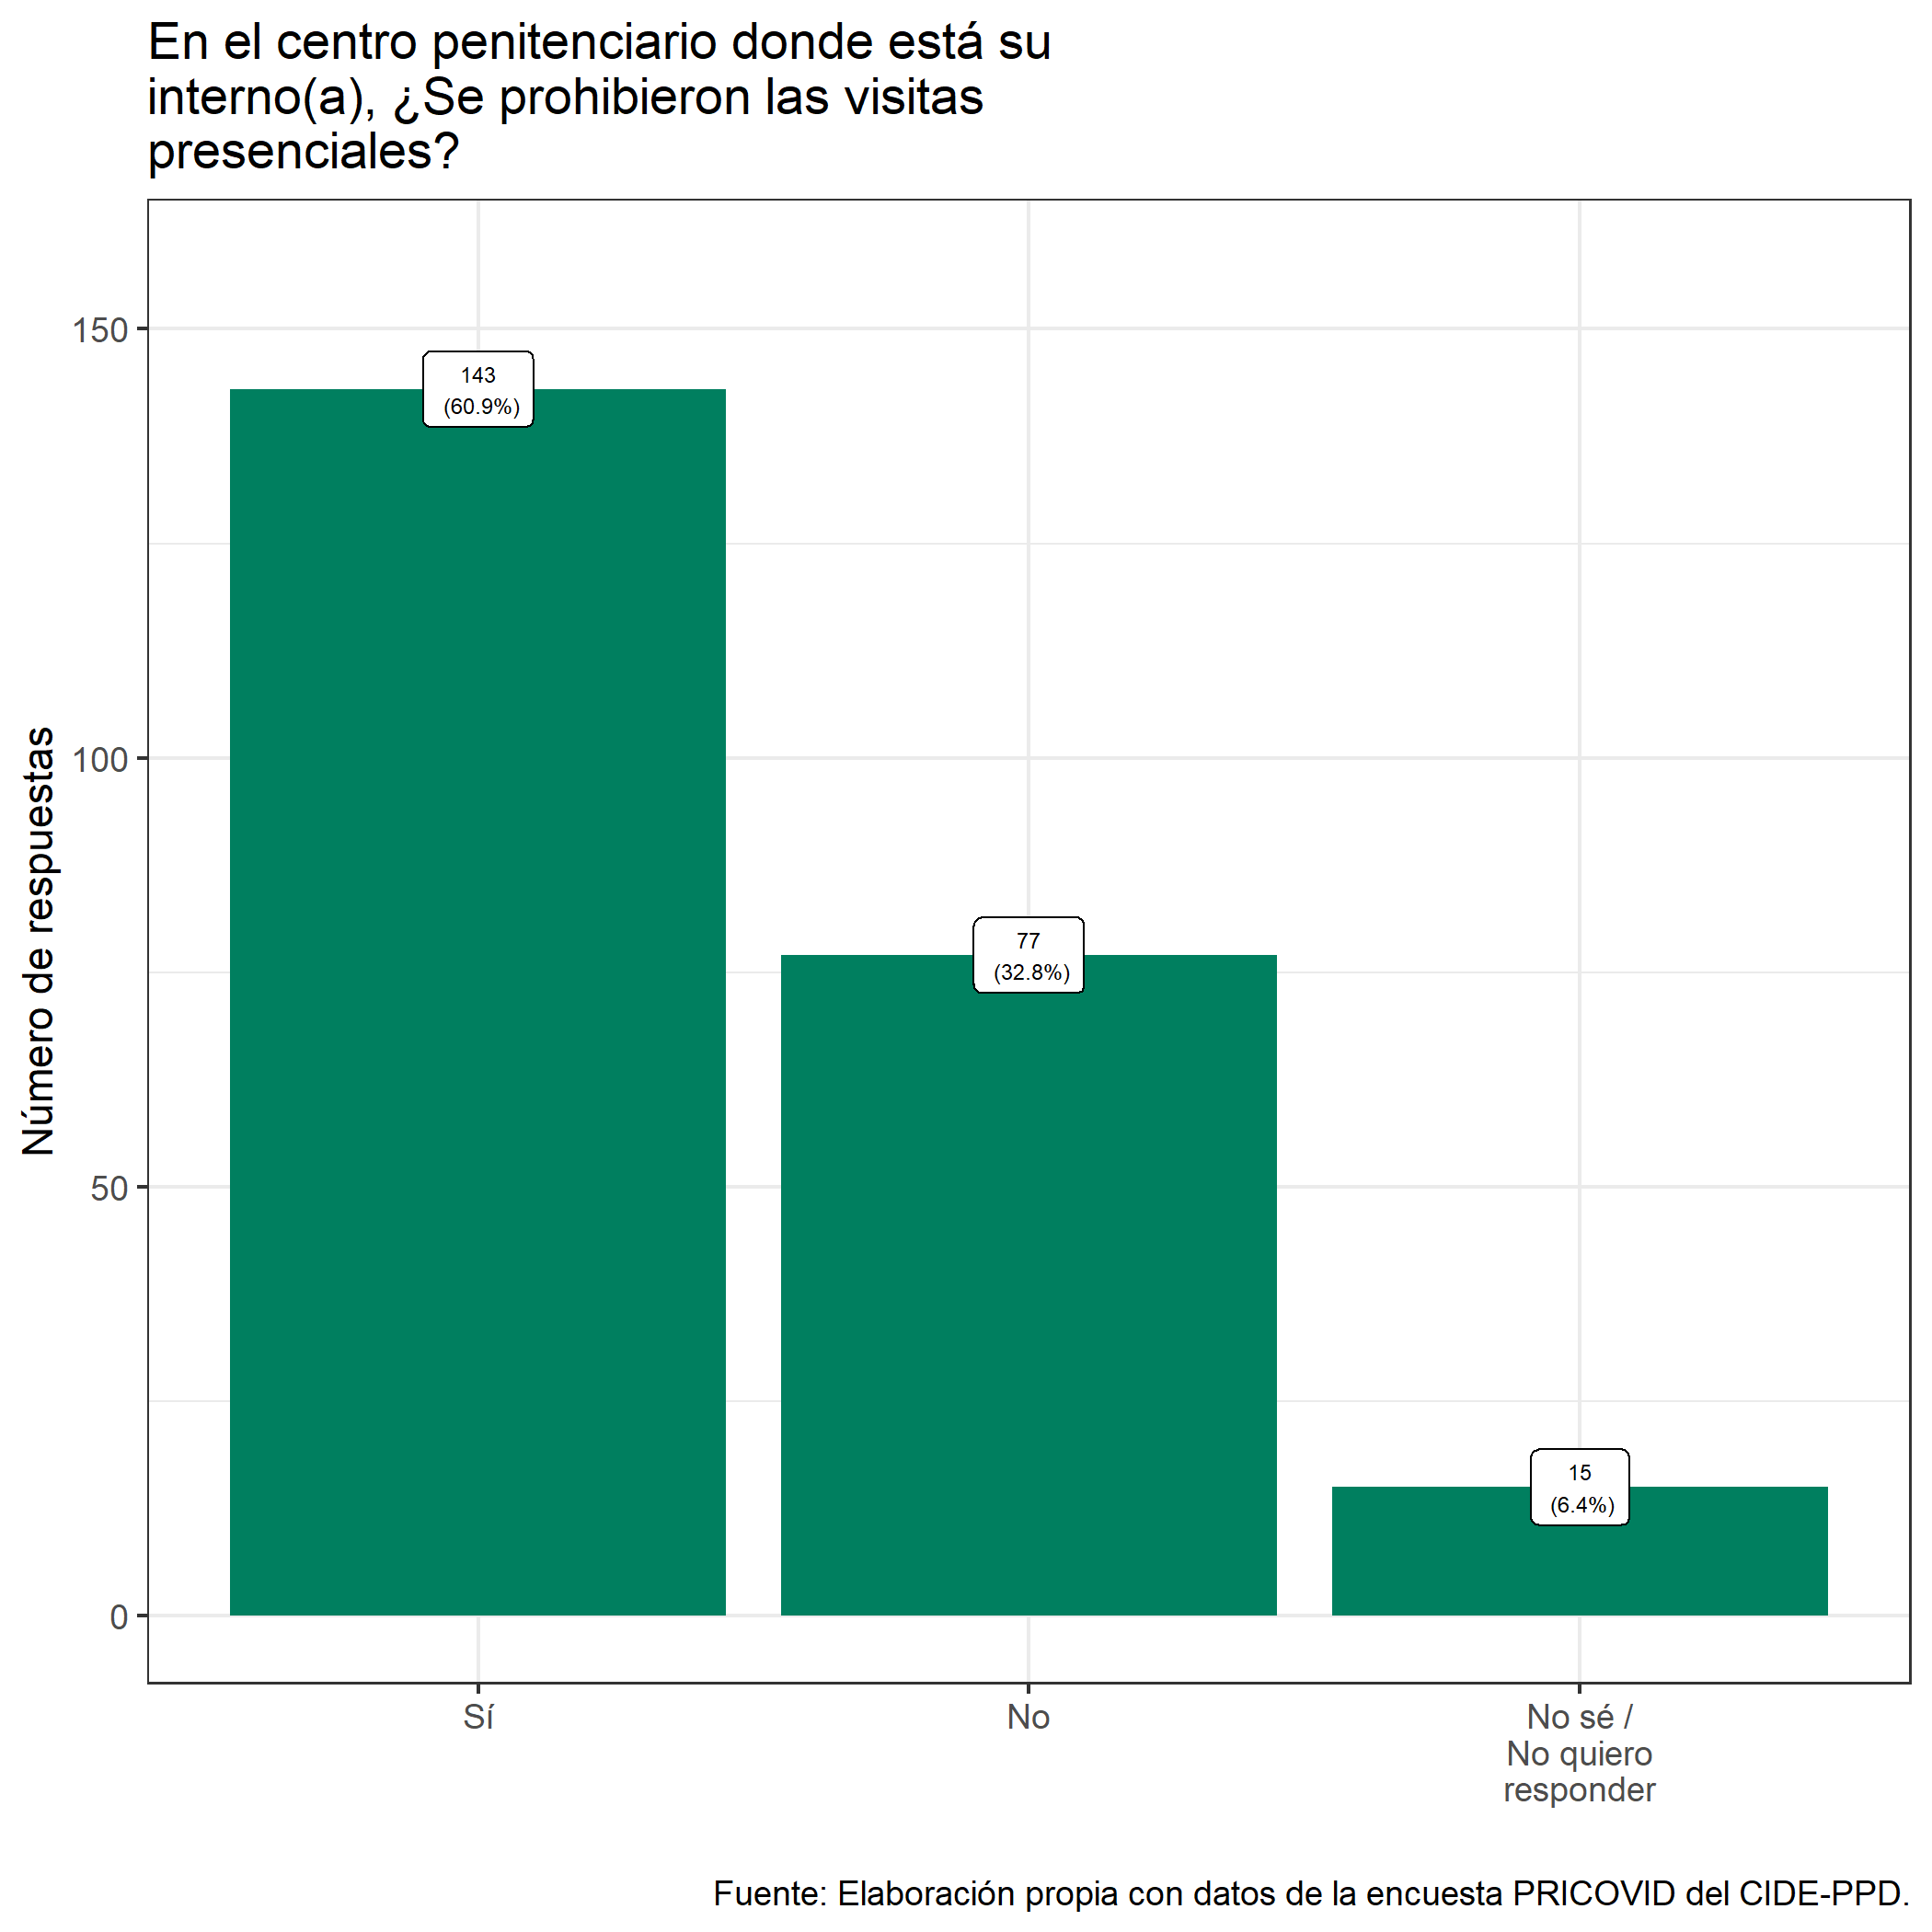 En el centro penitenciario donde está su
interno(a), ¿Se prohibieron las visitas
presenciales?
Número de respuestas
150
100
50
0
143
(60.9%)
77
(32.8%)
15
(6.4%)
Sí
No
No sé /
No quiero
responder
Fuente: Elaboración propia con datos de la encuesta PRICOVID del CIDE-PPD.